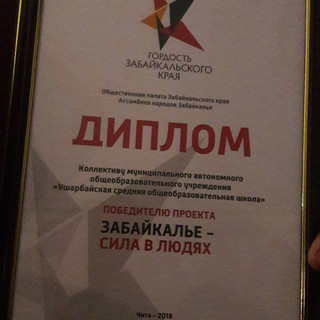 ГОРДОСТЬ
ЗАБАЙКАЛЬСКОГО
КРАЯ
Общественная палата Забайкальского края
Ассамблея народов Забайкалья
ДИПЛОМ
Коллективу муниципального автономного
общеобразовательного учреждения
«Ушарбайская средняя общеобразовательная школа»
ПОБЕДИТЕЛЮ ПРОЕКТА
ЗАБАЙКАЛЬЕ –
СИЛА В ЛЮДЯХ
Чита – 2018